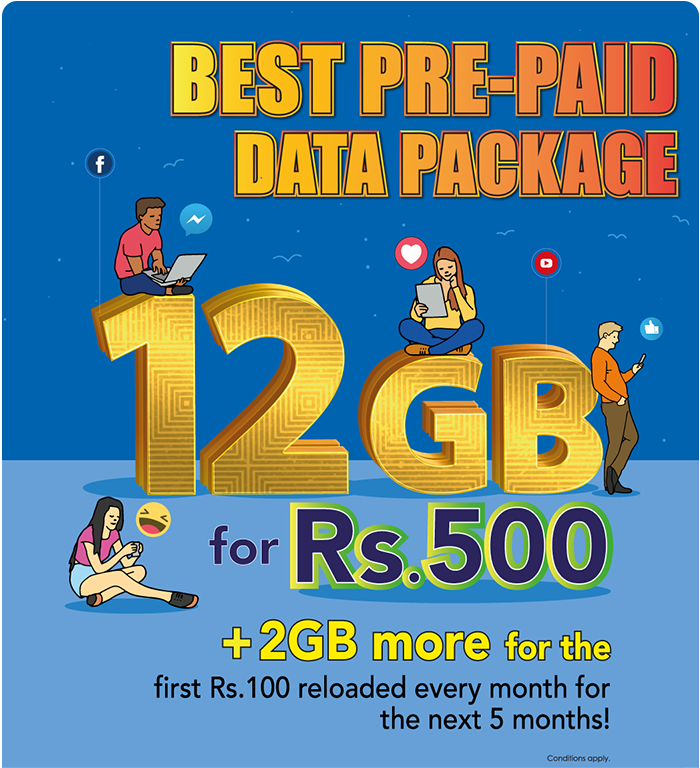 BEST PRE-PAID
DATA PACKAGE
f
12GB
for Rs.500
+2GB more for the
first Rs.100 reloaded every month for
the next 5 months!
Conditions apply.